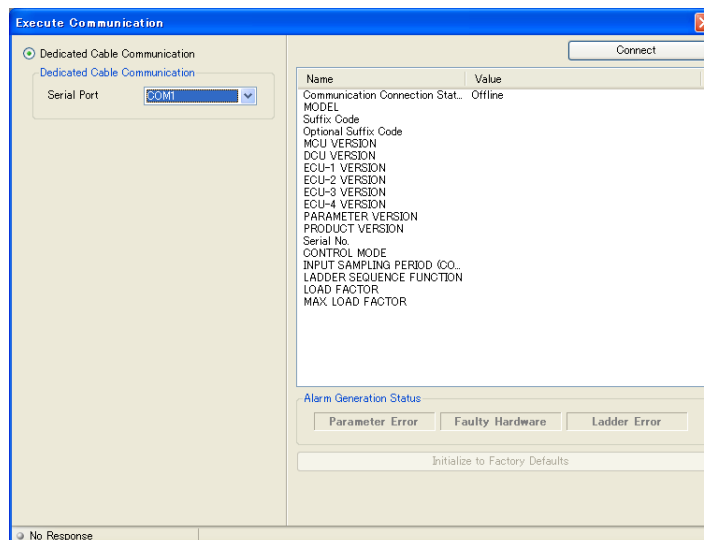 Execute Communication
Dedicated Cable Communication
Dedicated Cable Communication
Serial Port COM1
Connect
Name Value
Communication Connection Stat... Offline
MODEL
Suffix Code
Optional Suffix Code
MCU VERSION
DCU VERSION
ECU-1 VERSION
ECU-2 VERSION
ECU-3 VERSION
ECU-4 VERSION
PARAMETER VERSION
PRODUCT VERSION
Serial No.
CONTROL MODE
INPUT SAMPLING PERIOD (CO...
LADDER SEQUENCE FUNCTION
LOAD FACTOR
MAX. LOAD FACTOR
Alarm Generation Status
Parameter Error Faulty Hardware Ladder Error
Initialize to Factory Defaults
No Response